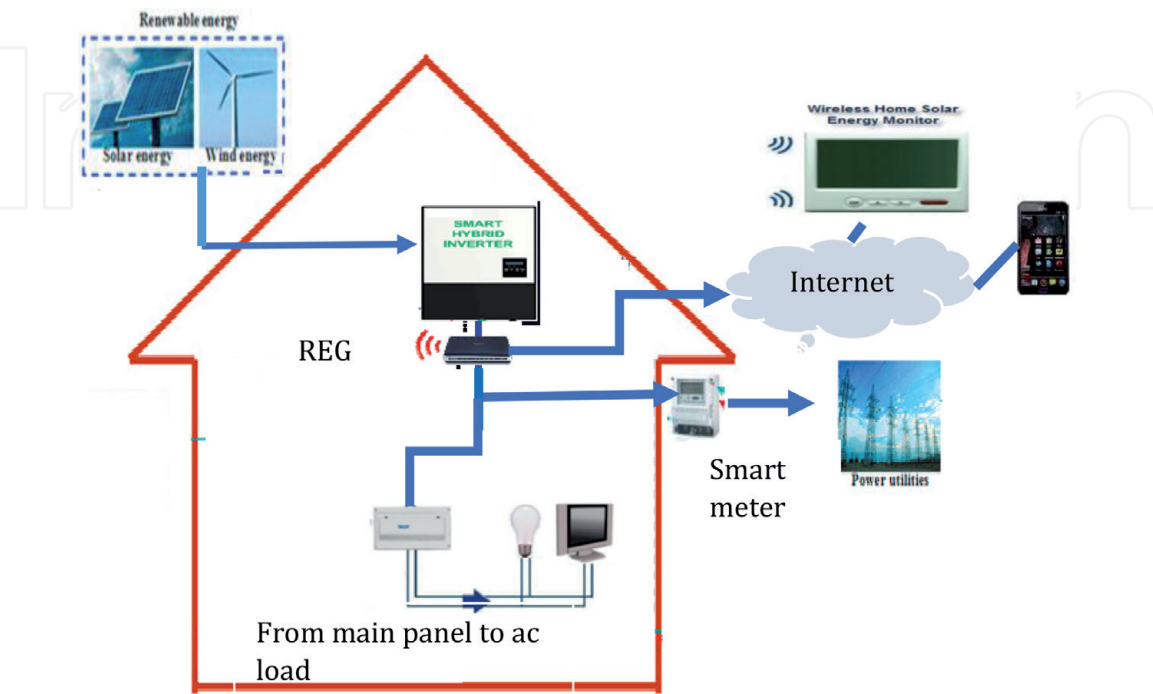 Renewable energy
Solar energy
Wind energy
Wireless Home Solar
Energy Monitor
SMART
HYBRID
INVERTER
Internet
REG
Smart
meter
Power utilities
From main panel to ac
load